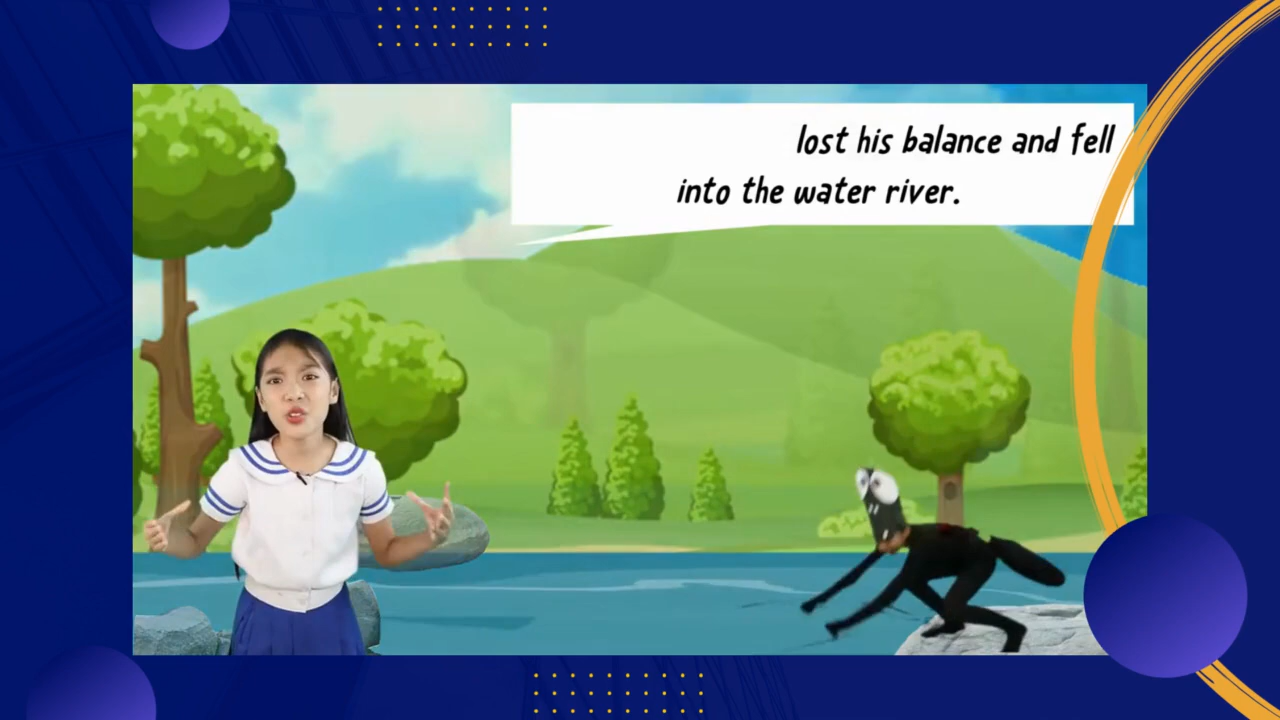 lost his balance and fell
into the water river.